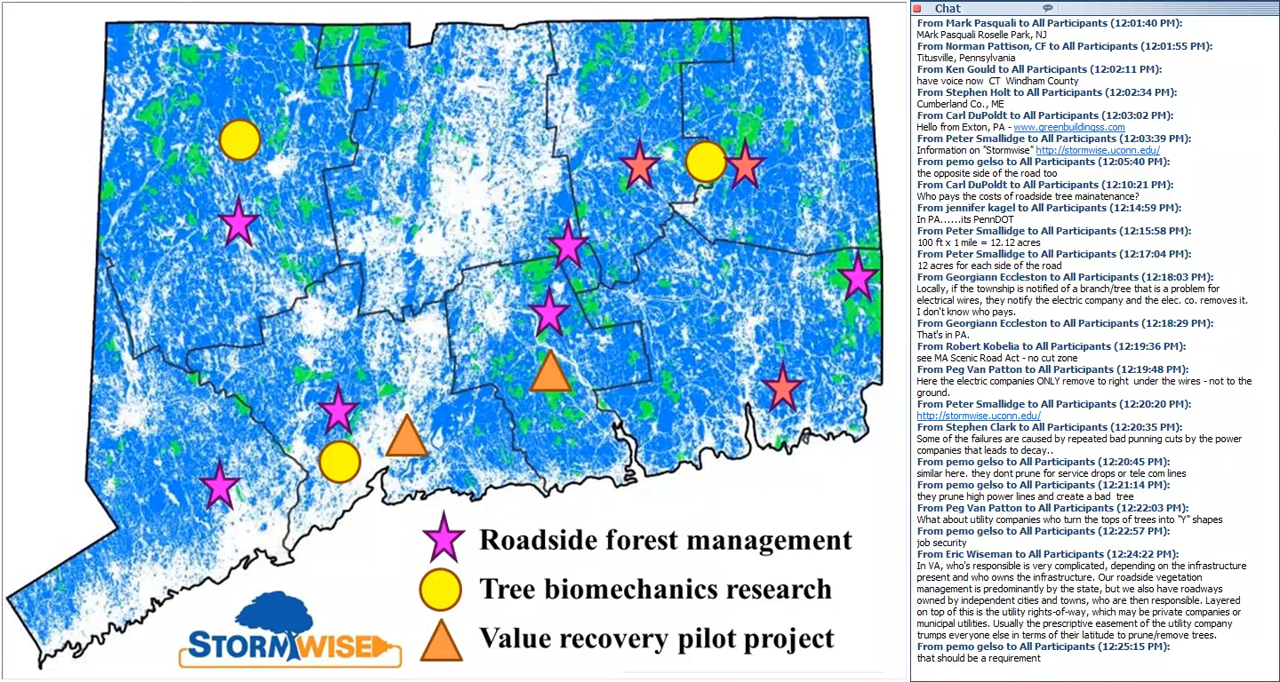 Roadside forest management
Tree biomechanics research
Value recovery pilot project
STORMWISE
Chat
From Mark Pasquali to All Participants (12:01:40 PM):
MArk Pasquali Roselle Park, NJ
From Norman Pattison, CF to All Participants (12:01:55 PM):
Titusville, Pennsylvania
From Ken Gould to All Participants (12:02:11 PM):
have voice now CT Windham County
From Stephen Holt to All Participants (12:02:34 PM):
Cumberland Co., ME
From Carl DuPoldt to All Participants (12:03:02 PM):
Hello from Exton, PA - www.greenbuildingss.com
From Peter Smallidge to All Participants (12:03:39 PM):
Information on "Stormwise" http://stormwise.uconn.edu/
From pemo gelso to All Participants (12:05:40 PM):
the opposite side of the road too
From Carl DuPoldt to All Participants (12:10:21 PM):
Who pays the costs of roadside tree mainatenance?
From jennifer kagel to All Participants (12:14:59 PM):
In PA......its PennDOT
From Peter Smallidge to All Participants (12:15:58 PM):
100 ft x 1 mile = 12.12 acres
From Peter Smallidge to All Participants (12:17:04 PM):
12 acres for each side of the road
From Georgiann Eccleston to All Participants (12:18:03 PM):
Locally, if the township is notified of a branch/tree that is a problem for
electrical wires, they notify the electric company and the elec. co. removes it.
I don't know who pays.
From Georgiann Eccleston to All Participants (12:18:29 PM):
That's in PA.
From Robert Kobelia to All Participants (12:19:36 PM):
see MA Scenic Road Act - no cut zone
From Peg Van Patton to All Participants (12:19:48 PM):
Here the electric companies ONLY remove to right under the wires - not to the
ground.
From Peter Smallidge to All Participants (12:20:20 PM):
http://stormwise.uconn.edu/
From Stephen Clark to All Participants (12:20:35 PM):
Some of the failures are caused by repeated bad punning cuts by the power
companies that leads to decay..
From pemo gelso to All Participants (12:20:45 PM):
similar here. they dont prune for service drops or tele com lines
From pemo gelso to All Participants (12:21:14 PM):
they prune high power lines and create a bad tree
From Peg Van Patton to All Participants (12:22:03 PM):
What about utility companies who turn the tops of trees into "Y" shapes
From pemo gelso to All Participants (12:22:57 PM):
job security
From Eric Wiseman to All Participants (12:24:22 PM):
In VA, who's responsible is very complicated, depending on the infrastructure
present and who owns the infrastructure. Our roadside vegetation
management is predominantly by the state, but we also have roadways
owned by independent cities and towns, who are then responsible. Layered
on top of this is the utility rights-of-way, which may be private companies or
municipal utilities. Usually the prescriptive easement of the utility company
trumps everyone else in terms of their latitude to prune/remove trees.
From pemo gelso to All Participants (12:25:15 PM):
that should be a requirement